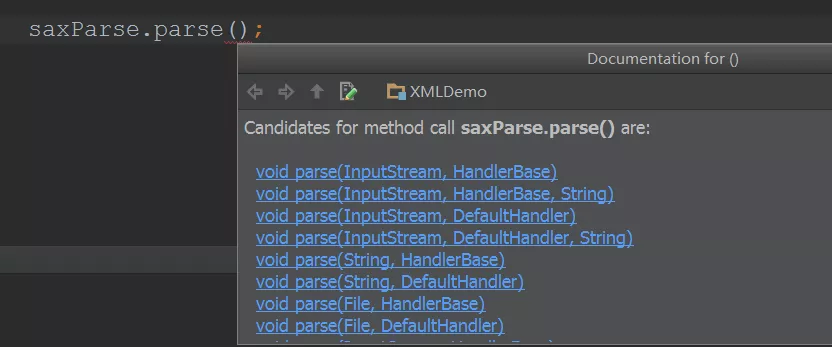 saxParse.parse();
Documentation for ()
XMLDemo
Candidates for method call saxParse.parse() are:
void parse(InputStream, HandlerBase)
void parse(InputStream, HandlerBase, String)
void parse(InputStream, DefaultHandler)
void parse(InputStream, DefaultHandler, String)
void parse(String, HandlerBase)
void parse(String, DefaultHandler)
void parse(File, HandlerBase)
void parse(File, DefaultHandler)